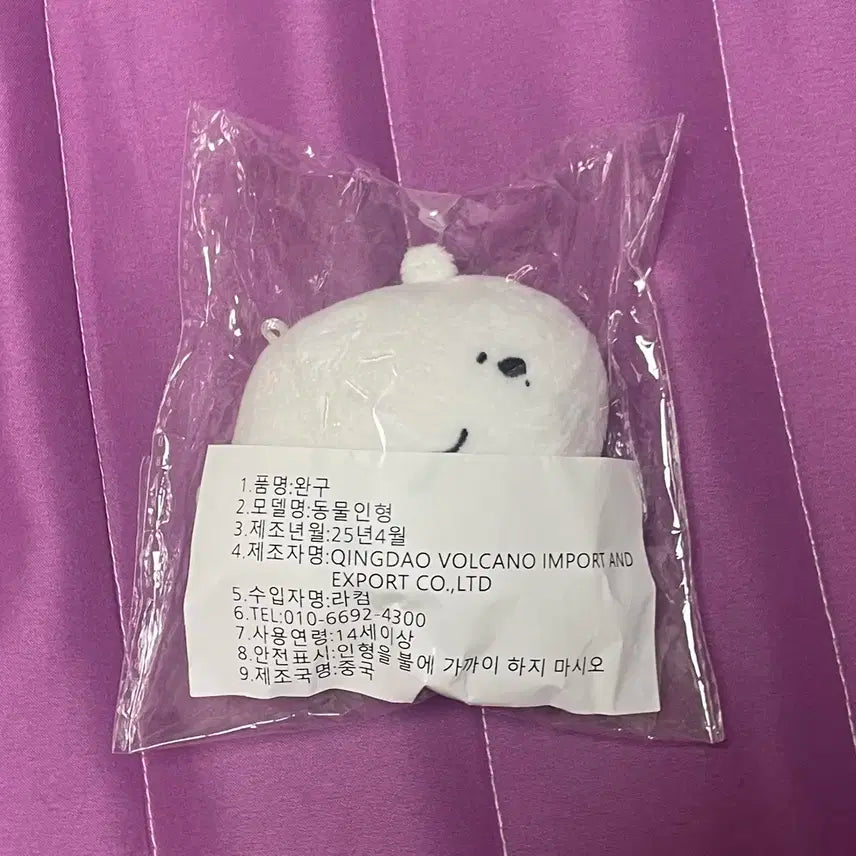 1.품명:완구
2.모델명:동물인형
3.제조년월:25년4월
4.제조자명:QINGDAO VOLCANO IMPORT AND
EXPORT CO.,LTD
5.수입자명:라컴
6.TEL:010-6692-4300
7.사용연령:14세이상
8.안전표시:인형을불에 가까이 하지 마시오
9.제조국명:중국